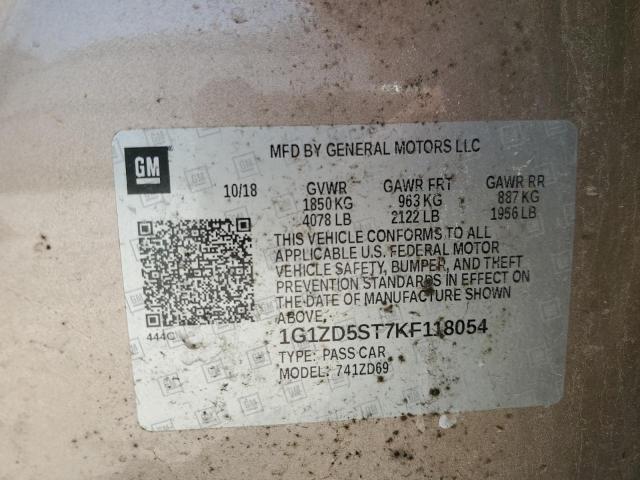 GM
MFD BY GENERAL MOTORS LLC
10/18
GVWR GAWR FRT GAWR RR
1850 KG 963 KG 887 KG
4078 LB 2122 LB 1956 LB
THIS VEHICLE CONFORMS TO ALL
APPLICABLE U.S. FEDERAL MOTOR
VEHICLE SAFETY, BUMPER, AND THEFT
PREVENTION STANDARDS IN EFFECT ON
THE DATE OF MANUFACTURE SHOWN
ABOVE.
444C
1G1ZD5ST7KF118054
TYPE: PASS CAR
MODEL: 741ZD69